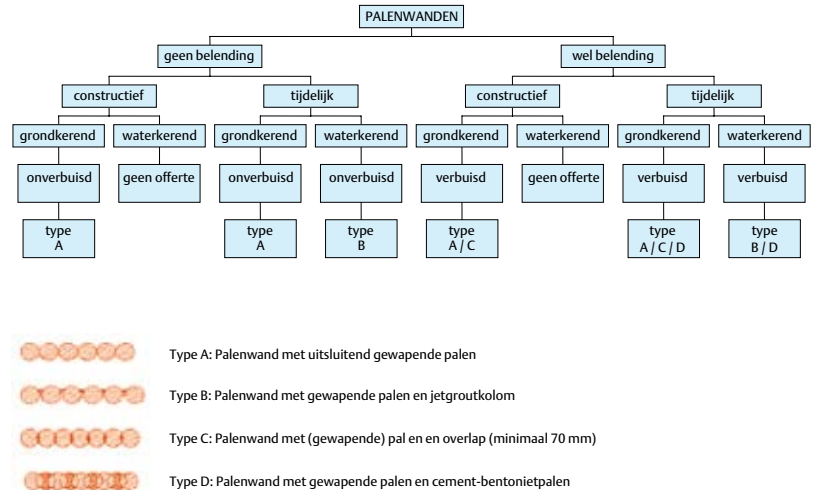 PALENWANDEN
geen belending
wel belending
constructief
tijdelijk
constructief
tijdelijk
grondkerend
waterkerend
grondkerend
waterkerend
grondkerend
waterkerend
grondkerend
waterkerend
onverbuisd
geen offerte
onverbuisd
onverbuisd
verbuisd
geen offerte
verbuisd
verbuisd
type
A
type
A
type
B
type
A / C
type
A / C / D
type
B / D
Type A: Palenwand met uitsluitend gewapende palen
Type B: Palenwand met gewapende palen en jetgroutkolom
Type C: Palenwand met (gewapende) pal en en overlap (minimaal 70 mm)
Type D: Palenwand met gewapende palen en cement-bentonietpalen